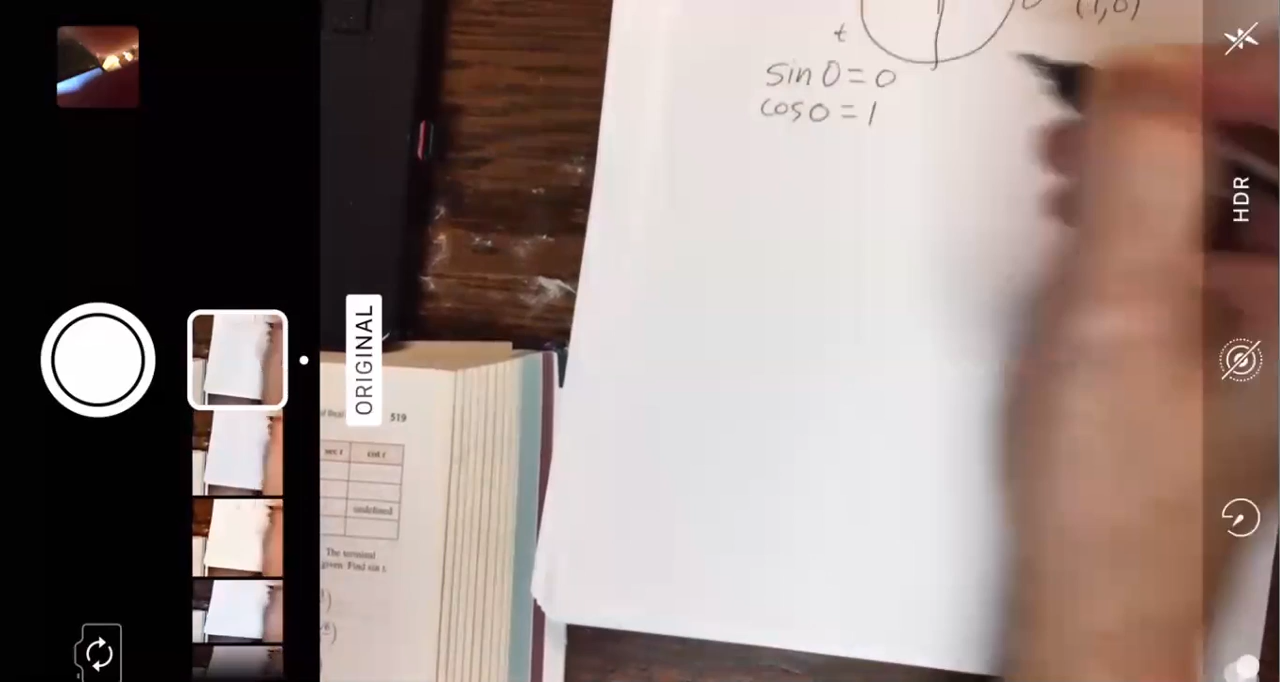 (1,0)
t
sin 0 = 0
cos 0 = 1
HDR
ORIGINAL
519
sec t cot t
undefined
The terminal
given. Find sin t